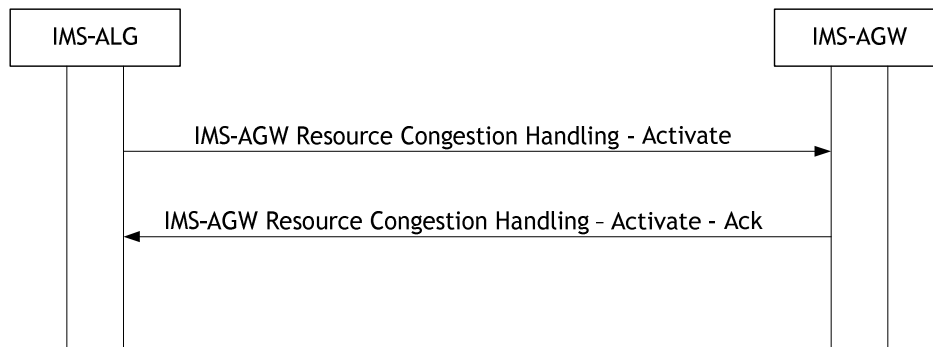 IMS-ALG
IMS-AGW
IMS-AGW Resource Congestion Handling - Activate
IMS-AGW Resource Congestion Handling – Activate - Ack